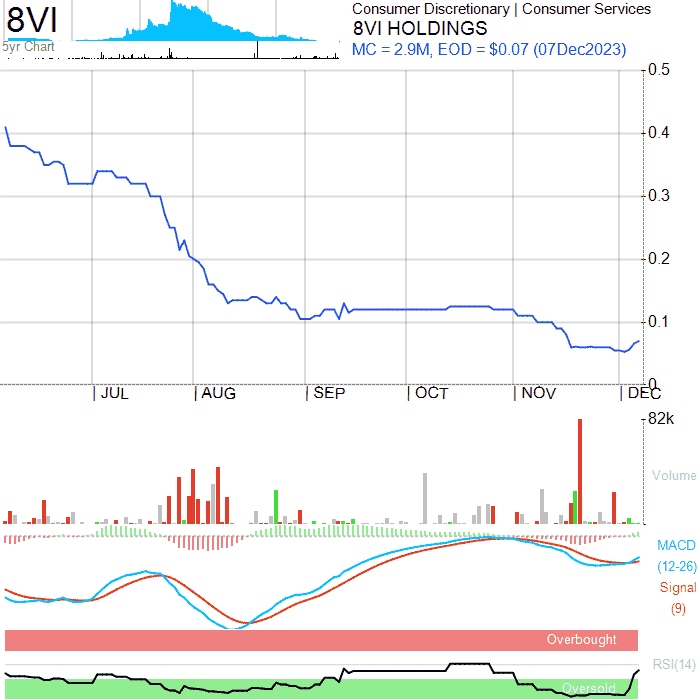 8VI
5yr Chart
Consumer Discretionary | Consumer Services
8VI HOLDINGS
MC = 2.9M, EOD = $0.07 (07Dec2023)
0.5
0.4
0.3
0.2
0.1
0
JUL AUG SEP OCT NOV DEC
82k
Volume
MACD
(12-26)
Signal
(9)
Overbought
RSI(14)
Oversold